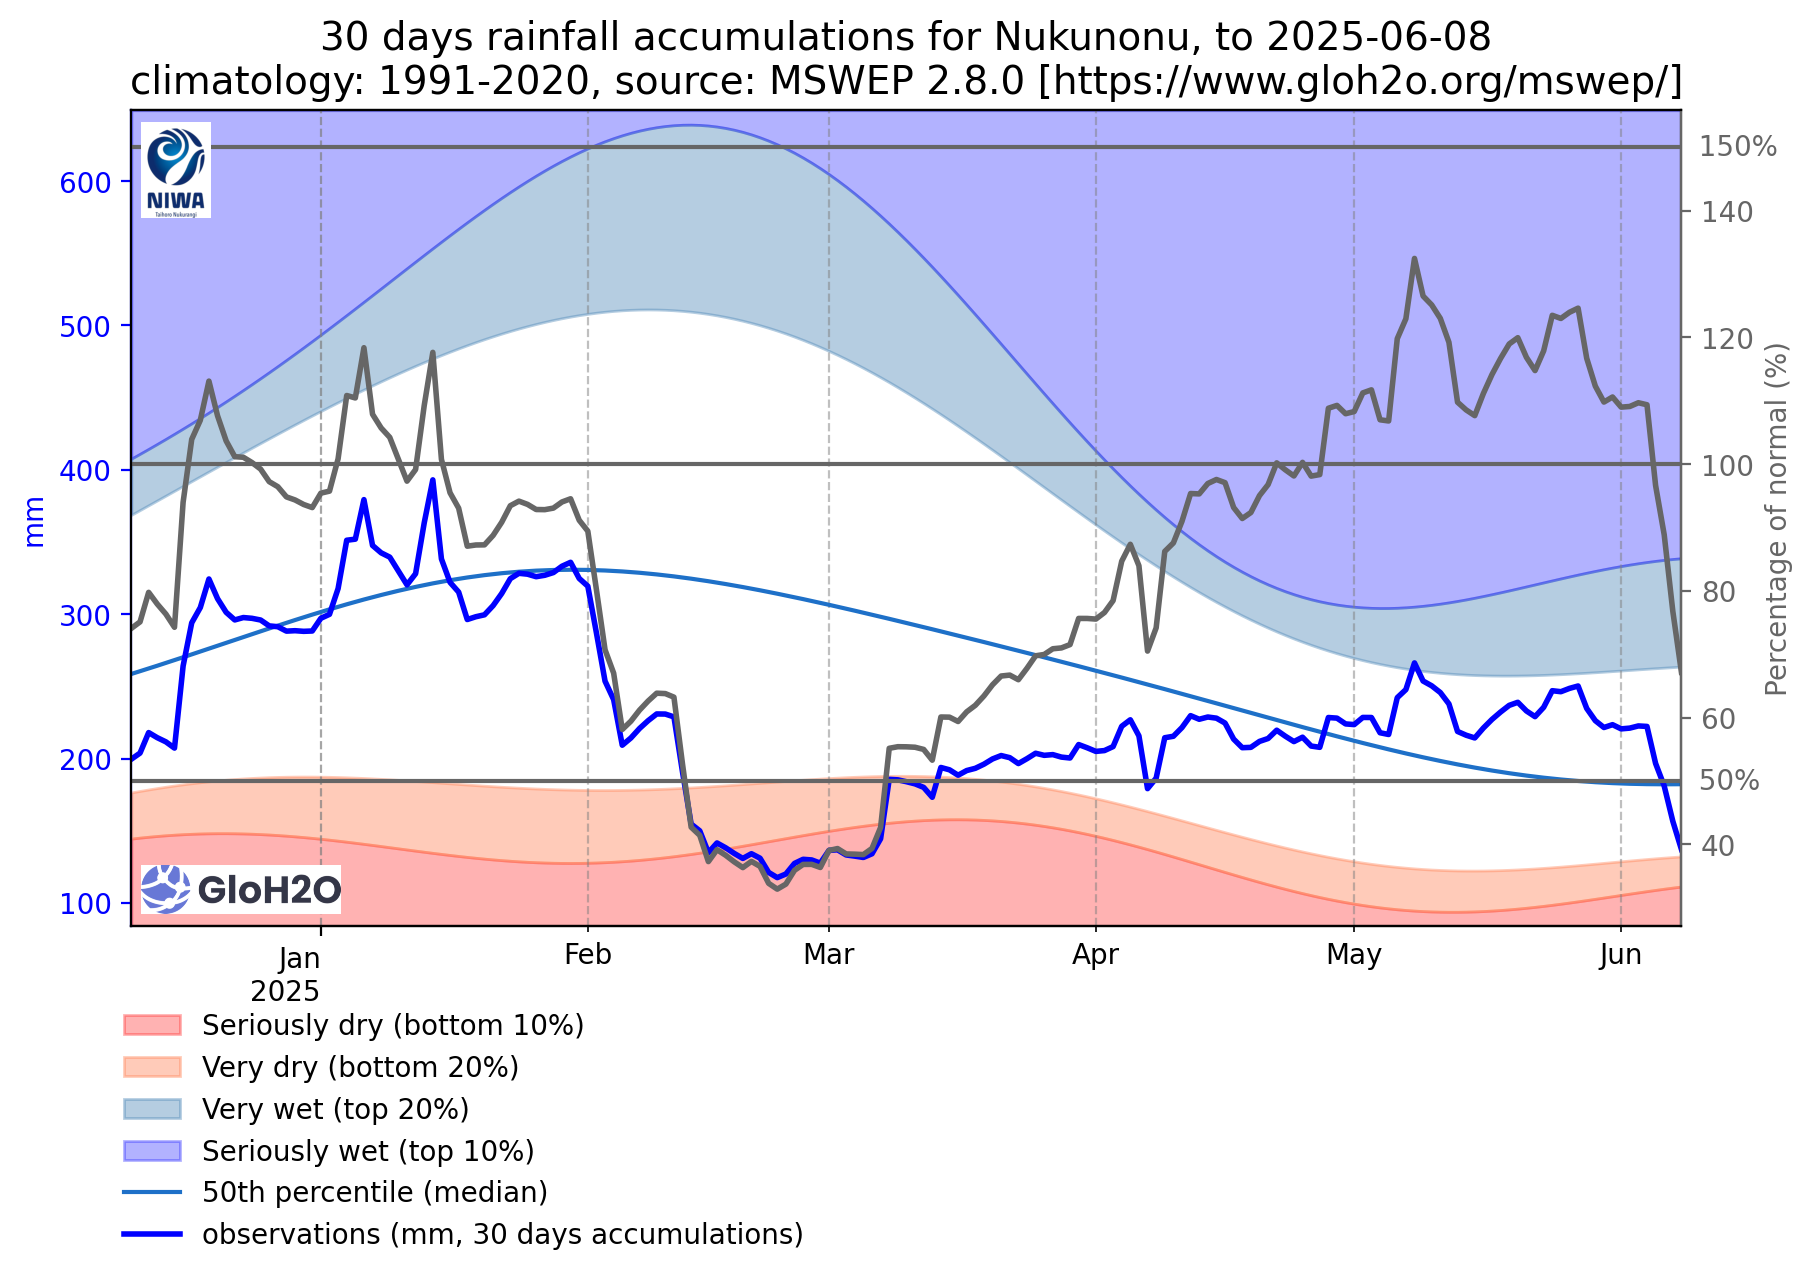 30 days rainfall accumulations for Nukunonu, to 2025-06-08
climatology: 1991-2020, source: MSWEP 2.8.0 [https://www.gloh2o.org/mswep/]
NIWA
Taihoro Nukurangi
600
500
400
300
200
100
mm
150%
140
120
100
80
60
50%
40
Percentage of normal (%)
GloH2O
Jan
2025
Feb
Mar
Apr
May
Jun
Seriously dry (bottom 10%)
Very dry (bottom 20%)
Very wet (top 20%)
Seriously wet (top 10%)
50th percentile (median)
observations (mm, 30 days accumulations)